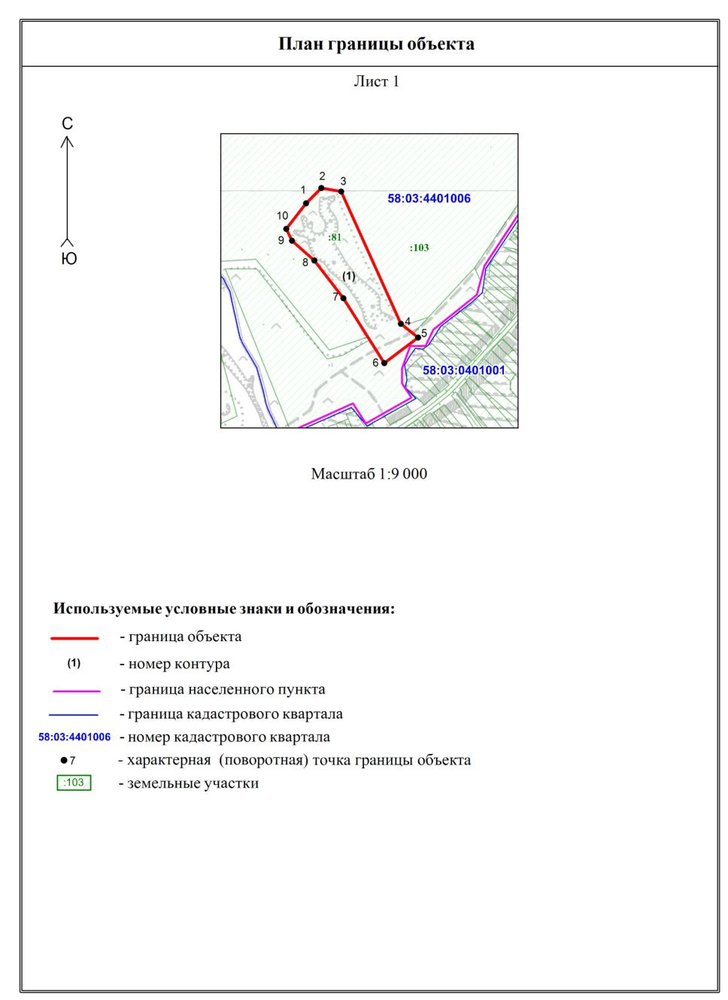 План границы объекта
Лист 1
С
Ю
2
3
1
58:03:4401006
10
:81
9
:103
8
(1)
7
4
5
6
58:03:0401001
Масштаб 1:9 000
Используемые условные знаки и обозначения:
- граница объекта
(1) - номер контура
- граница населенного пункта
- граница кадастрового квартала
58:03:4401006 - номер кадастрового квартала
7 - характерная (поворотная) точка границы объекта
:103 - земельные участки